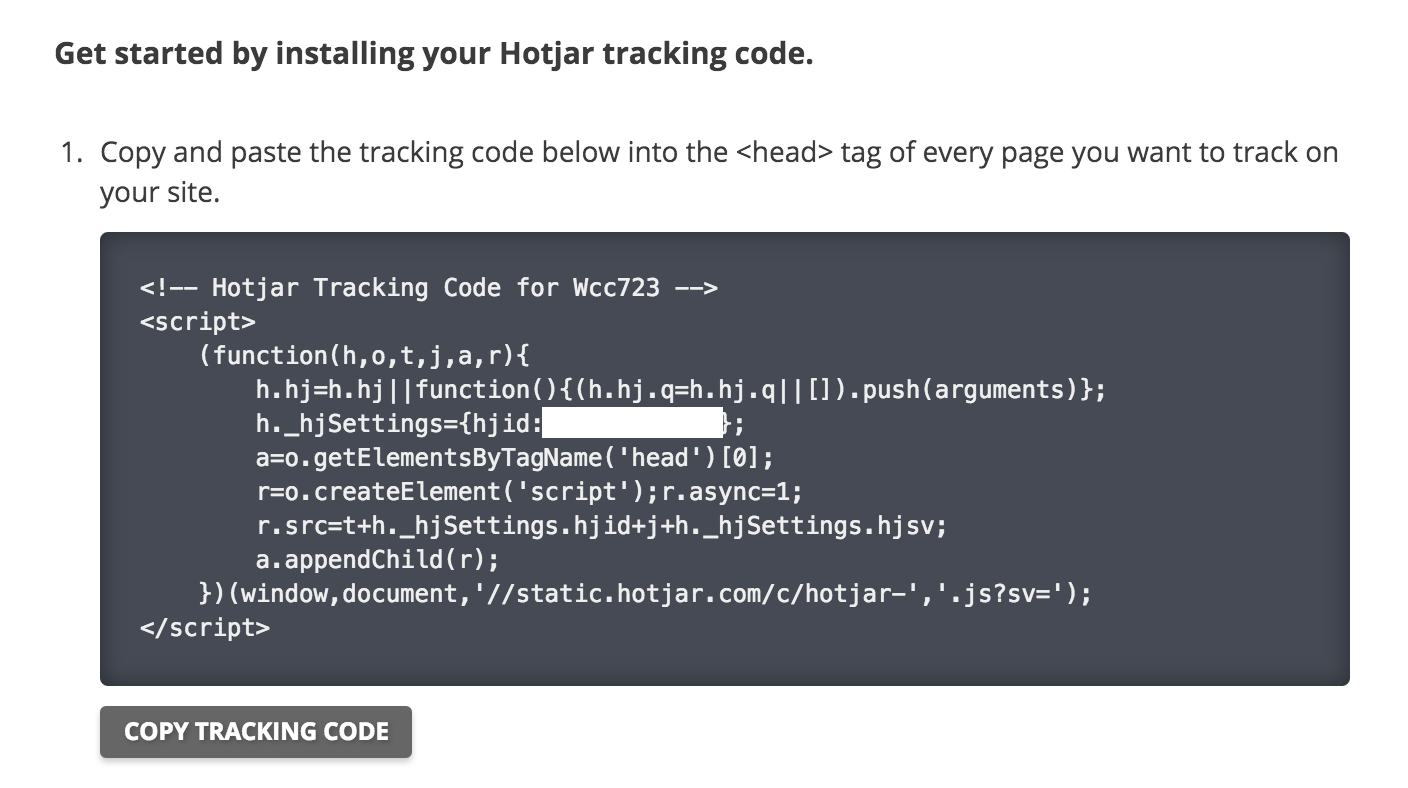 Get started by installing your Hotjar tracking code.
1. Copy and paste the tracking code below into the <head> tag of every page you want to track on
your site.
<!-- Hotjar Tracking Code for Wcc723 -->
<script>
    (function(h,o,t,j,a,r){
        h.hj=h.hj||function(){(h.hj.q=h.hj.q||[]).push(arguments)};
        h._hjSettings={hjid:};
        a=o.getElementsByTagName('head')[0];
        r=o.createElement('script');r.async=1;
        r.src=t+h._hjSettings.hjid+j+h._hjSettings.hjsv;
        a.appendChild(r);
    })(window,document,'//static.hotjar.com/c/hotjar-','.js?sv=');
</script>
COPY TRACKING CODE